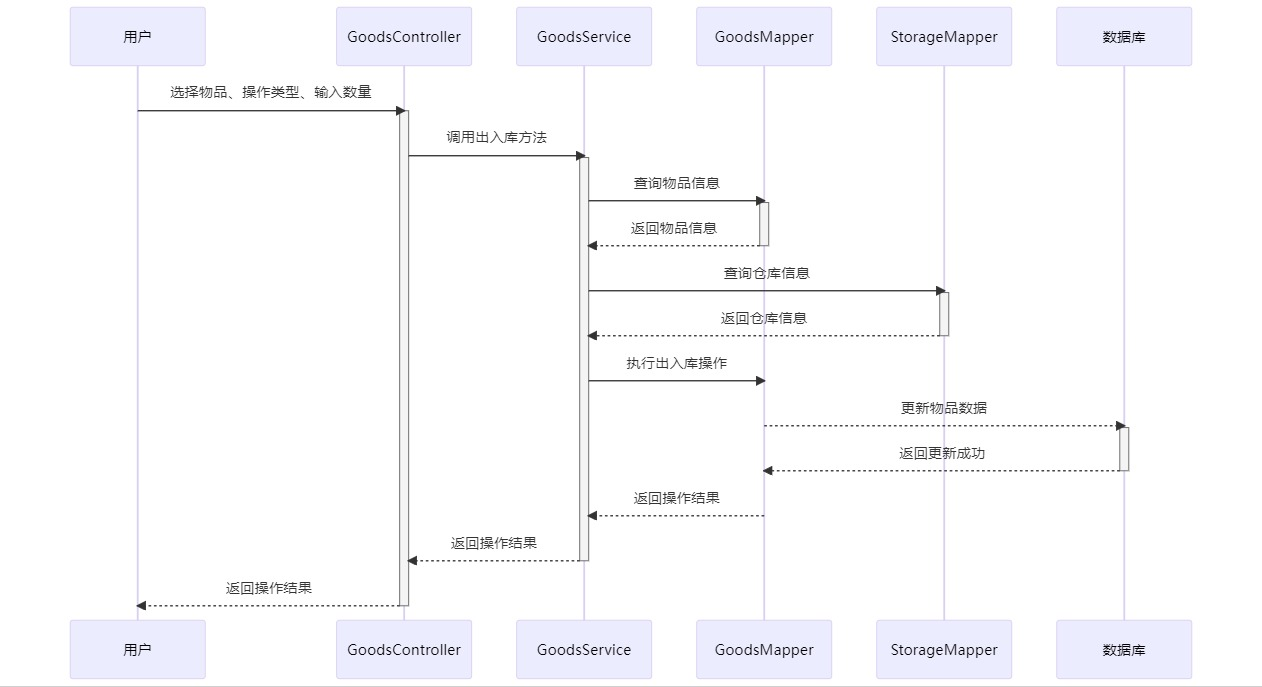 用户
GoodsController
GoodsService
GoodsMapper
StorageMapper
数据库
选择物品、操作类型、输入数量
调用出入库方法
查询物品信息
返回物品信息
查询仓库信息
返回仓库信息
执行出入库操作
更新物品数据
返回更新成功
返回操作结果
返回操作结果
返回操作结果
用户
GoodsController
GoodsService
GoodsMapper
StorageMapper
数据库